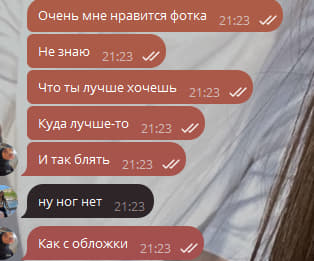 Очень мне нравится фотка 21:23
Не знаю 21:23
Что ты лучше хочешь 21:23
Куда лучше-то 21:23
И так блять 21:23
ну ног нет 21:23
Как с обложки 21:23